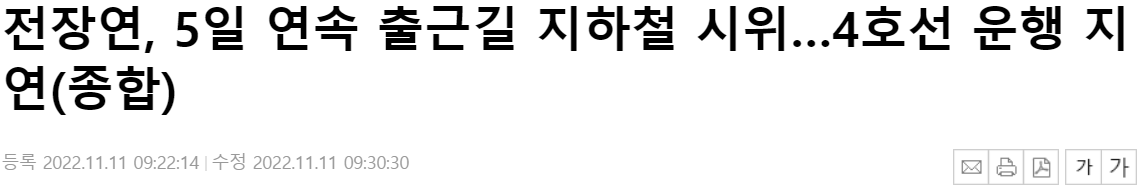 전장연, 5일 연속 출근길 지하철 시위…4호선 운행 지
연(종합)
등록 2022.11.11 09:22:14 | 수정 2022.11.11 09:30:30
가 가